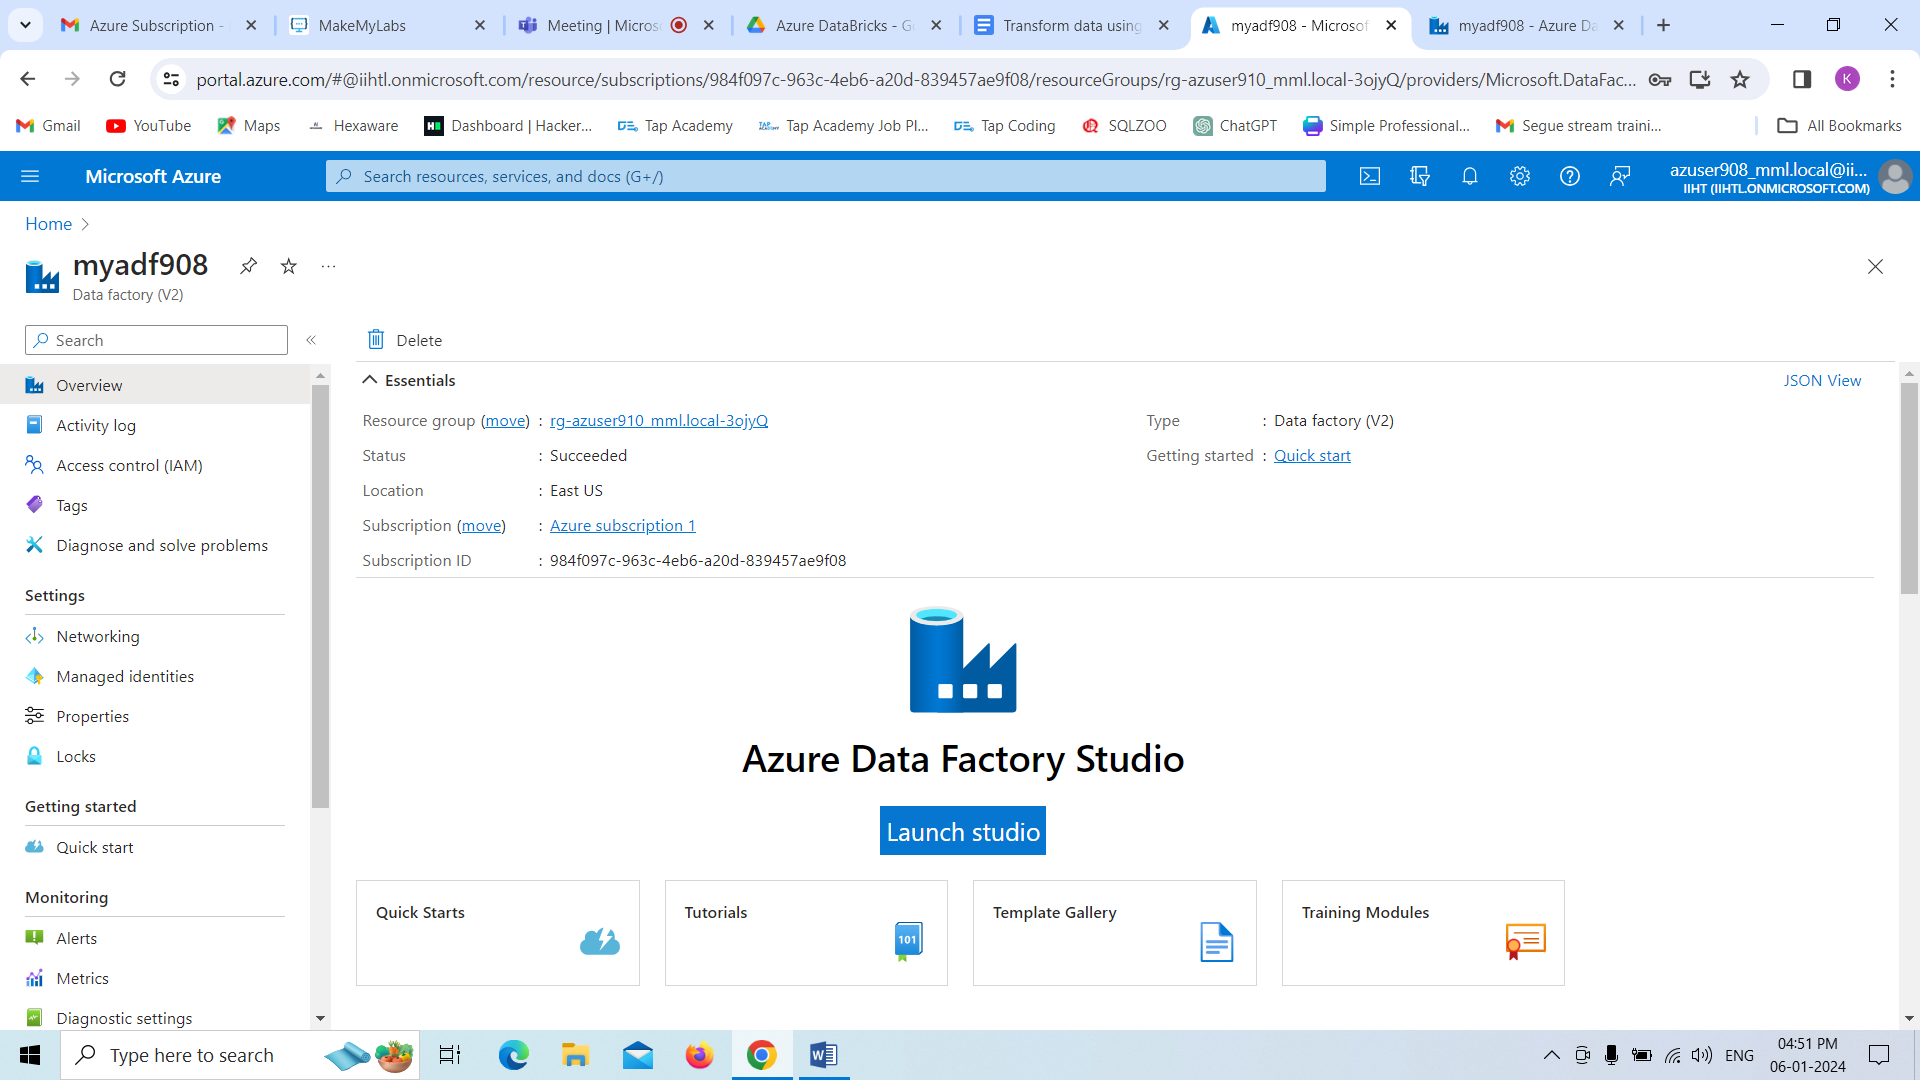 Azure Subscription -
MakeMyLabs
Meeting | Micros
Azure DataBricks - G
Transform data using
myadf908 - Microsof
myadf908 - Azure Da
portal.azure.com/#@iihtl.onmicrosoft.com/resource/subscriptions/984f097c-963c-4eb6-a20d-839457ae9f08/resourceGroups/rg-azuser910_mml.local-3ojyQ/providers/Microsoft.DataFac...
K
Gmail
YouTube
Maps
Hexaware
Dashboard | Hacker...
Tap Academy
Tap Academy Job Pl...
Tap Coding
SQLZOO
ChatGPT
Simple Professional...
Segue stream traini...
All Bookmarks
Microsoft Azure
Search resources, services, and docs (G+/)
azuser908_mml.local@ii...
IIHT (IIHTL.ONMICROSOFT.COM)
Home
myadf908
Data factory (V2)
Search
Delete
Overview
Activity log
Access control (IAM)
Tags
Diagnose and solve problems
Settings
Networking
Managed identities
Properties
Locks
Getting started
Quick start
Monitoring
Alerts
Metrics
Diagnostic settings
Essentials
JSON View
Resource group (move) : rg-azuser910_mml.local-3ojyQ
Status : Succeeded
Location : East US
Subscription (move) : Azure subscription 1
Subscription ID : 984f097c-963c-4eb6-a20d-839457ae9f08
Type : Data factory (V2)
Getting started : Quick start
Azure Data Factory Studio
Launch studio
Quick Starts
Tutorials
101
Template Gallery
Training Modules
Type here to search
ENG
04:51 PM
06-01-2024